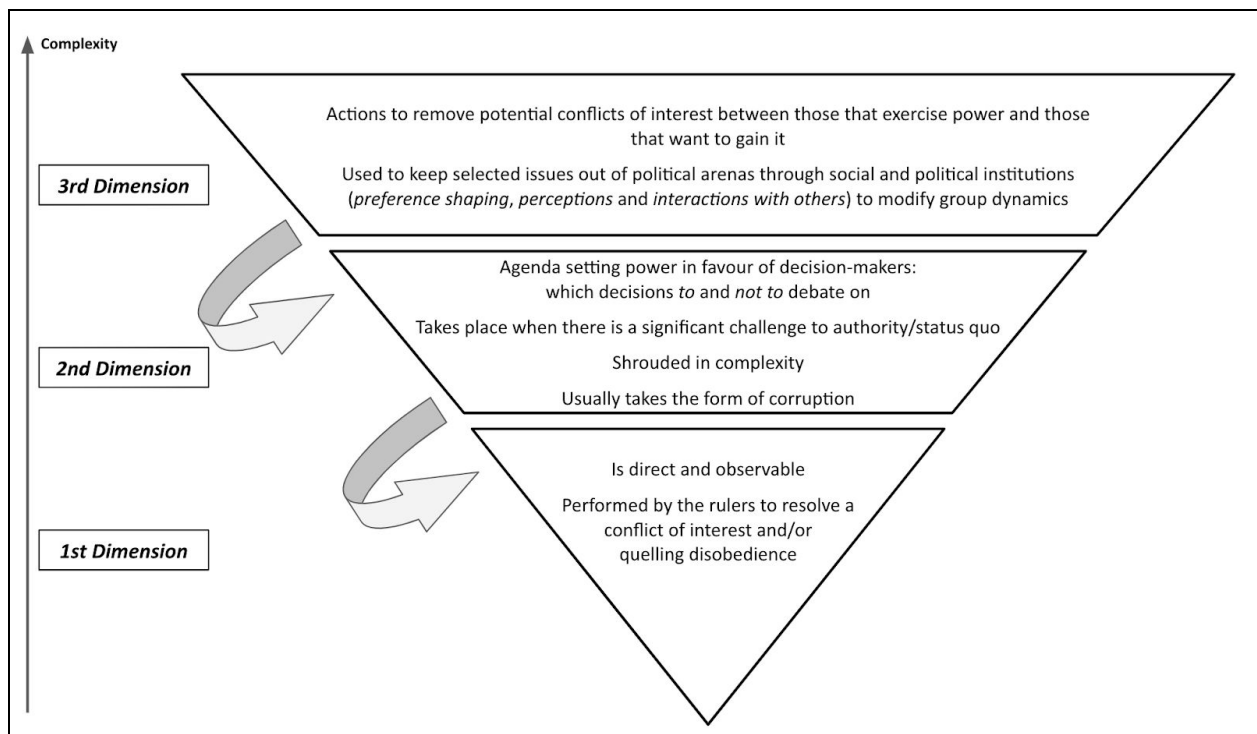 Complexity
Actions to remove potential conflicts of interest between those that exercise power and those
that want to gain it
3rd Dimension
Used to keep selected issues out of political arenas through social and political institutions
(preference shaping, perceptions and interactions with others) to modify group dynamics
Agenda setting power in favour of decision-makers:
which decisions to and not to debate on
Takes place when there is a significant challenge to authority/status quo
2nd Dimension
Shrouded in complexity
Usually takes the form of corruption
Is direct and observable
Performed by the rulers to resolve a
conflict of interest and/or
quelling disobedience
1st Dimension